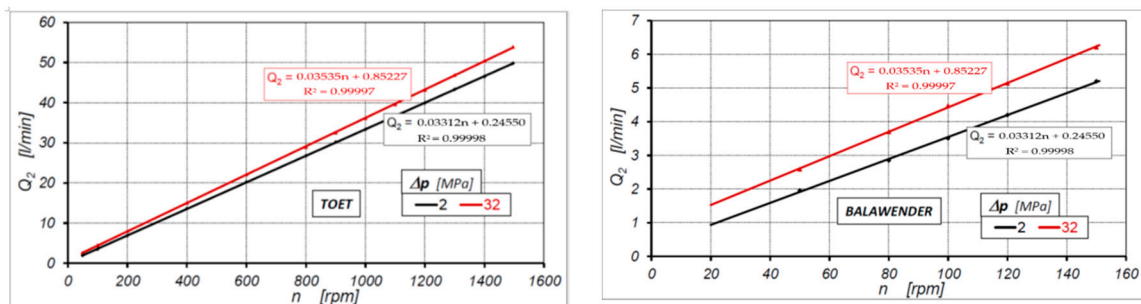 60
50
40
30
20
10
0
Q₂ [l/min]
Q₂ = 0.03535n + 0.85227
R² = 0.99997
Q₂ = 0.03312n + 0.24550
R² = 0.99998
TOET
Δp [MPa]
2 32
0 200 400 600 800 1000 1200 1400 1600
n [rpm]
7
6
5
4
3
2
1
0
Q₂ [l/min]
Q₂ = 0.03535n + 0.85227
R² = 0.99997
Q₂ = 0.03312n + 0.24550
R² = 0.99998
BALAWENDER
Δp [MPa]
2 32
0 20 40 60 80 100 120 140 160
n [rpm]